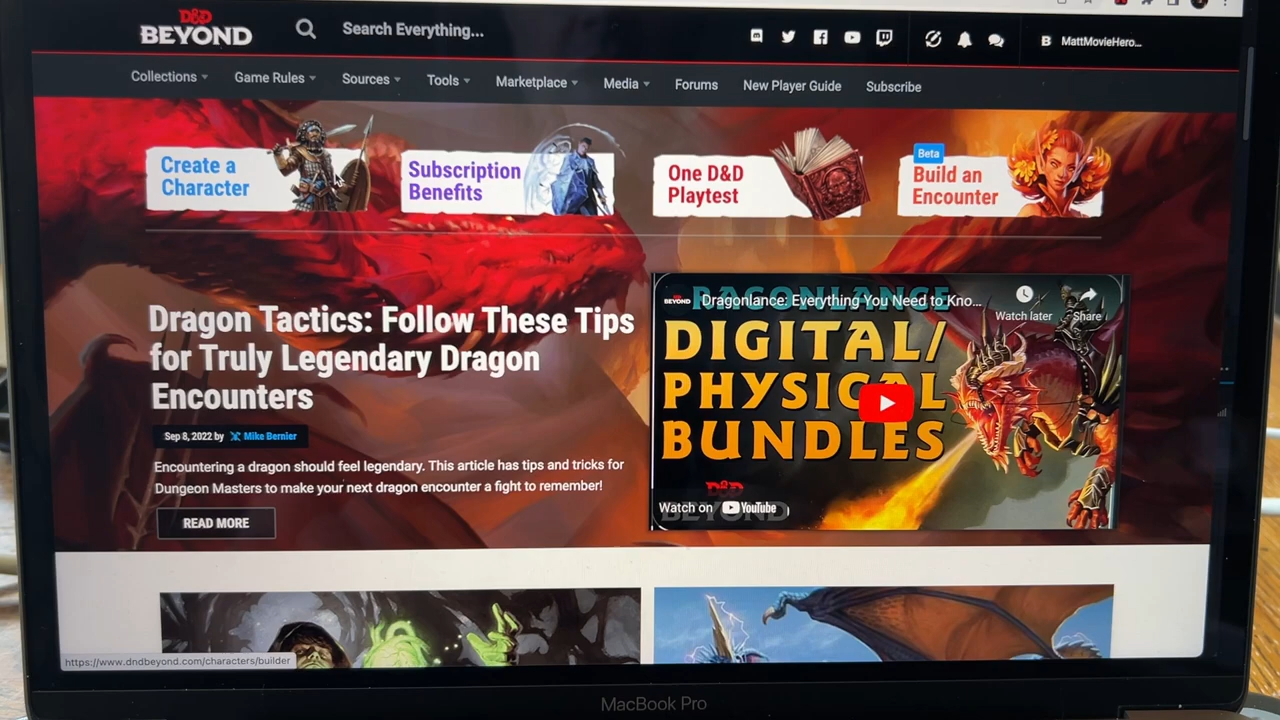 D&D
BEYOND
Search Everything...
B MattMovieHero...
Collections
Game Rules
Sources
Tools
Marketplace
Media
Forums
New Player Guide
Subscribe
Create a
Character
Subscription
Benefits
One D&D
Playtest
Beta
Build an
Encounter
Dragon Tactics: Follow These Tips
for Truly Legendary Dragon
Encounters
Sep 8, 2022 by Mike Bernier
Encountering a dragon should feel legendary. This article has tips and tricks for
Dungeon Masters to make your next dragon encounter a fight to remember!
READ MORE
BEYOND
Dragonlance: Everything You Need to Kno...
Watch later
Share
DRAGONLANCE
DIGITAL/
PHYSICAL
BUNDLES
D&D
BEYOND
Watch on YouTube
https://www.dndbeyond.com/characters/builder
MacBook Pro